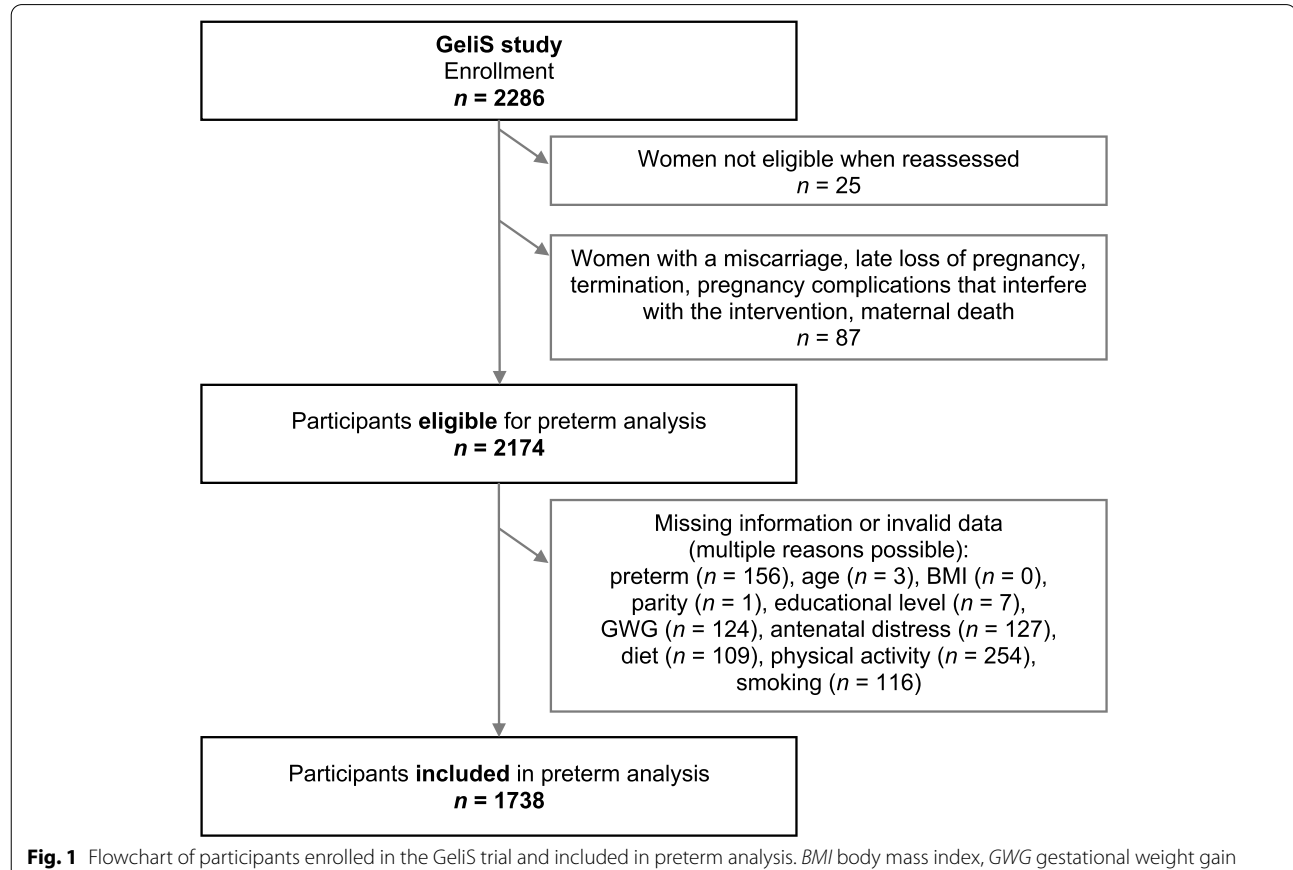 GeliS study
Enrollment
n = 2286
Women not eligible when reassessed
n = 25
Women with a miscarriage, late loss of pregnancy,
termination, pregnancy complications that interfere
with the intervention, maternal death
n = 87
Participants eligible for preterm analysis
n = 2174
Missing information or invalid data
(multiple reasons possible):
preterm (n = 156), age (n = 3), BMI (n = 0),
parity (n = 1), educational level (n = 7),
GWG (n = 124), antenatal distress (n = 127),
diet (n = 109), physical activity (n = 254),
smoking (n = 116)
Participants included in preterm analysis
n = 1738
Fig. 1 Flowchart of participants enrolled in the GeliS trial and included in preterm analysis. BMI body mass index, GWG gestational weight gain